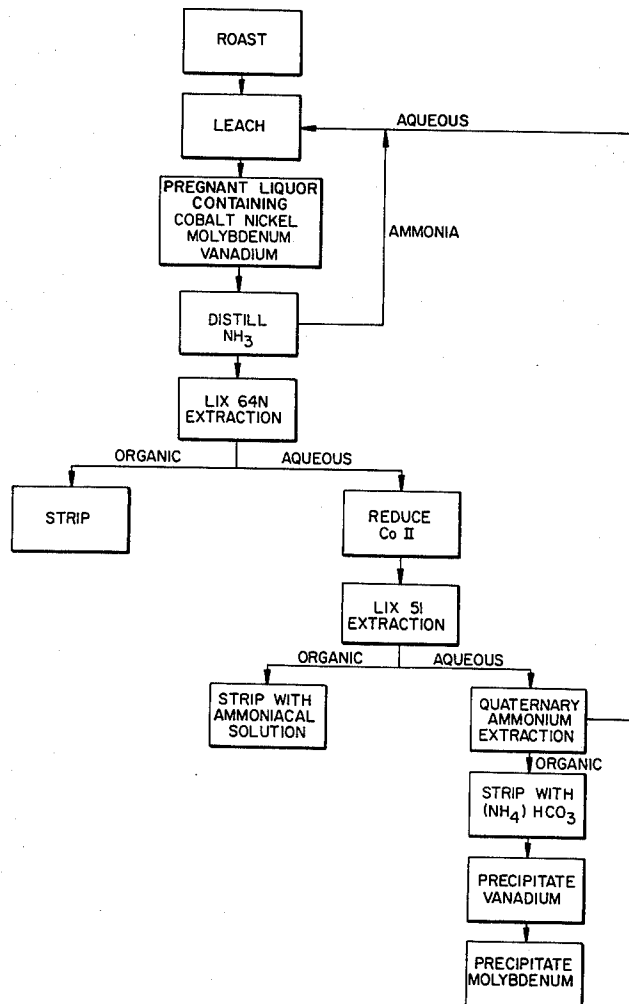 ROAST
LEACH
AQUEOUS
PREGNANT LIQUOR
CONTAINING
COBALT NICKEL
MOLYBDENUM
VANADIUM
AMMONIA
DISTILL
NH3
LIX 64N
EXTRACTION
ORGANIC
AQUEOUS
STRIP
REDUCE
Co II
LIX 51
EXTRACTION
ORGANIC
AQUEOUS
STRIP WITH
AMMONIACAL
SOLUTION
QUATERNARY
AMMONIUM
EXTRACTION
ORGANIC
STRIP WITH
(NH4) HCO3
PRECIPITATE
VANADIUM
PRECIPITATE
MOLYBDENUM